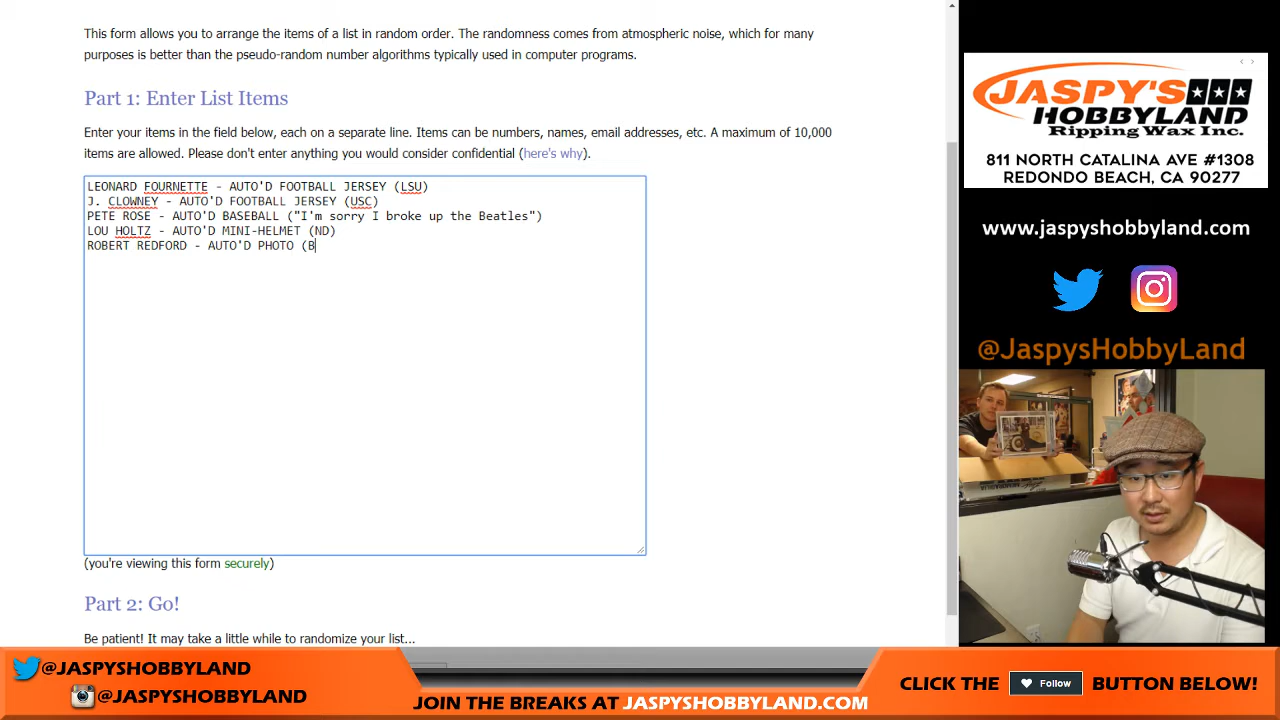 This form allows you to arrange the items of a list in random order. The randomness comes from atmospheric noise, which for many
purposes is better than the pseudo-random number algorithms typically used in computer programs.
Part 1: Enter List Items
Enter your items in the field below, each on a separate line. Items can be numbers, names, email addresses, etc. A maximum of 10,000
items are allowed. Please don't enter anything you would consider confidential (here's why).
LEONARD FOURNETTE - AUTO'D FOOTBALL JERSEY (LSU)
J. CLOWNEY - AUTO'D FOOTBALL JERSEY (USC)
PETE ROSE - AUTO'D BASEBALL ("I'm sorry I broke up the Beatles")
LOU HOLTZ - AUTO'D MINI-HELMET (ND)
ROBERT REDFORD - AUTO'D PHOTO (B
(you're viewing this form securely)
Part 2: Go!
Be patient! It may take a little while to randomize your list...
JASPY'S
HOBBYLAND
Ripping Wax Inc.
811 NORTH CATALINA AVE #1308
REDONDO BEACH, CA 90277
www.jaspyshobbyland.com
@JaspysHobbyLand
@JASPYSHOBBYLAND
@JASPYSHOBBYLAND
JOIN THE BREAKS AT JASPYSHOBBYLAND.COM
CLICK THE Follow BUTTON BELOW!